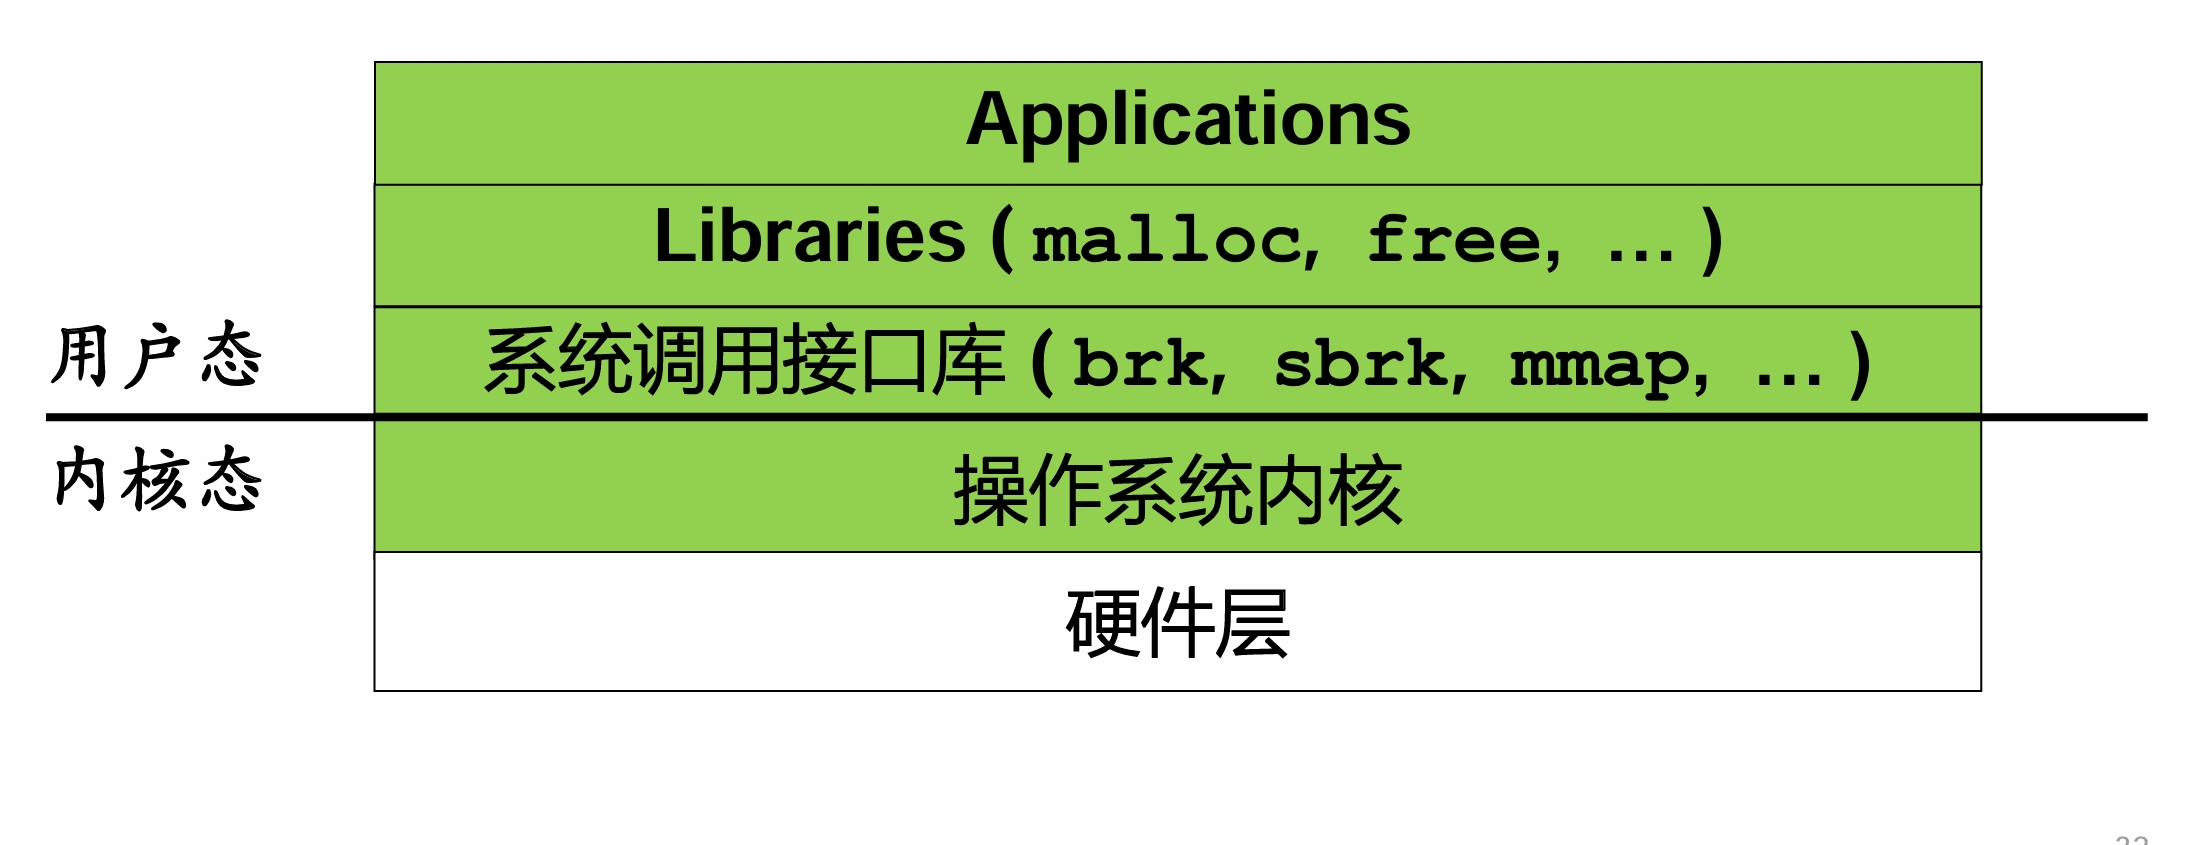 Applications
Libraries ( malloc, free, … )
用户态
系统调用接口库 ( brk, sbrk, mmap, … )
内核态
操作系统内核
硬件层